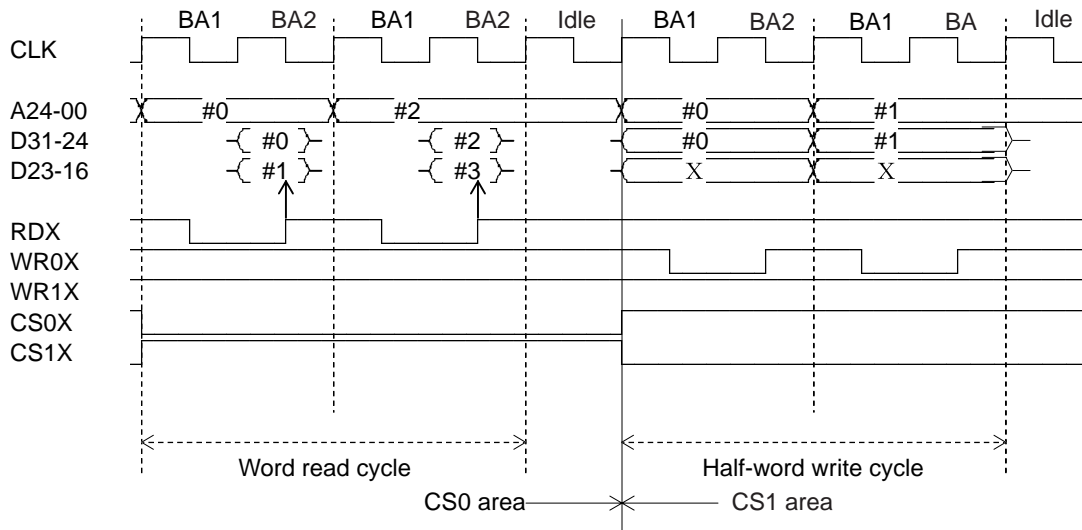 BA1 BA2 BA1 BA2 Idle BA1 BA2 BA1 BA Idle
CLK
A24-00 #0 #2 #0 #1
D31-24 #0 #2 #0 #1
D23-16 #1 #3 X X
RDX
WR0X
WR1X
CS0X
CS1X
Word read cycle Half-word write cycle
CS0 area CS1 area